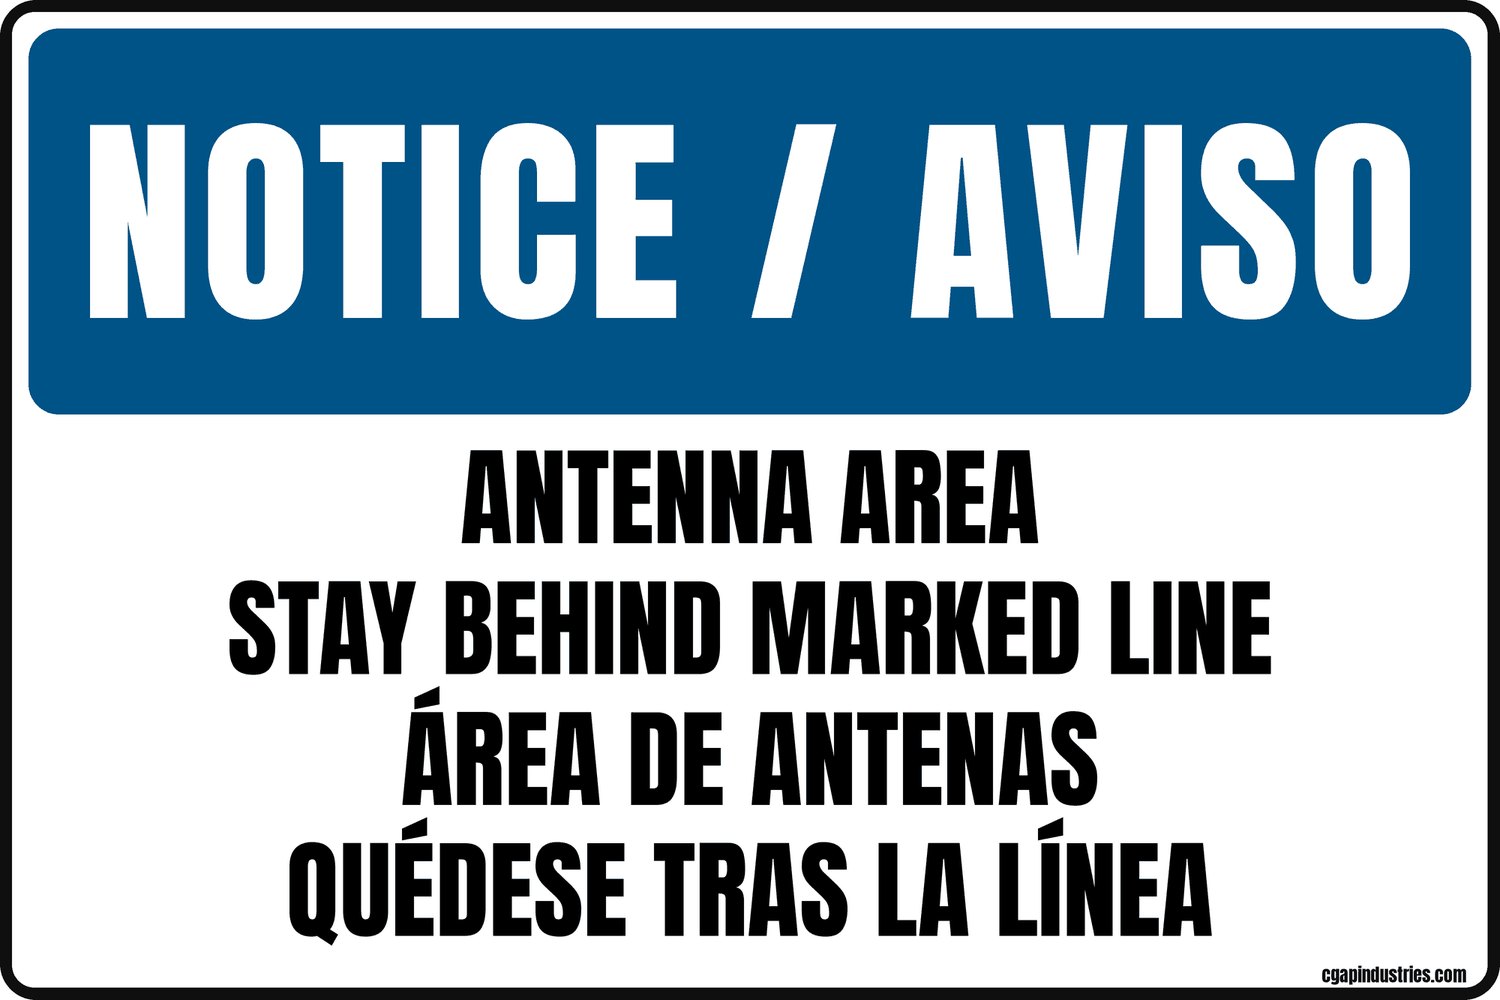 NOTICE / AVISO
ANTENNA AREA
STAY BEHIND MARKED LINE
ÁREA DE ANTENAS
QUÉDESE TRAS LA LÍNEA
cgapindustries.com